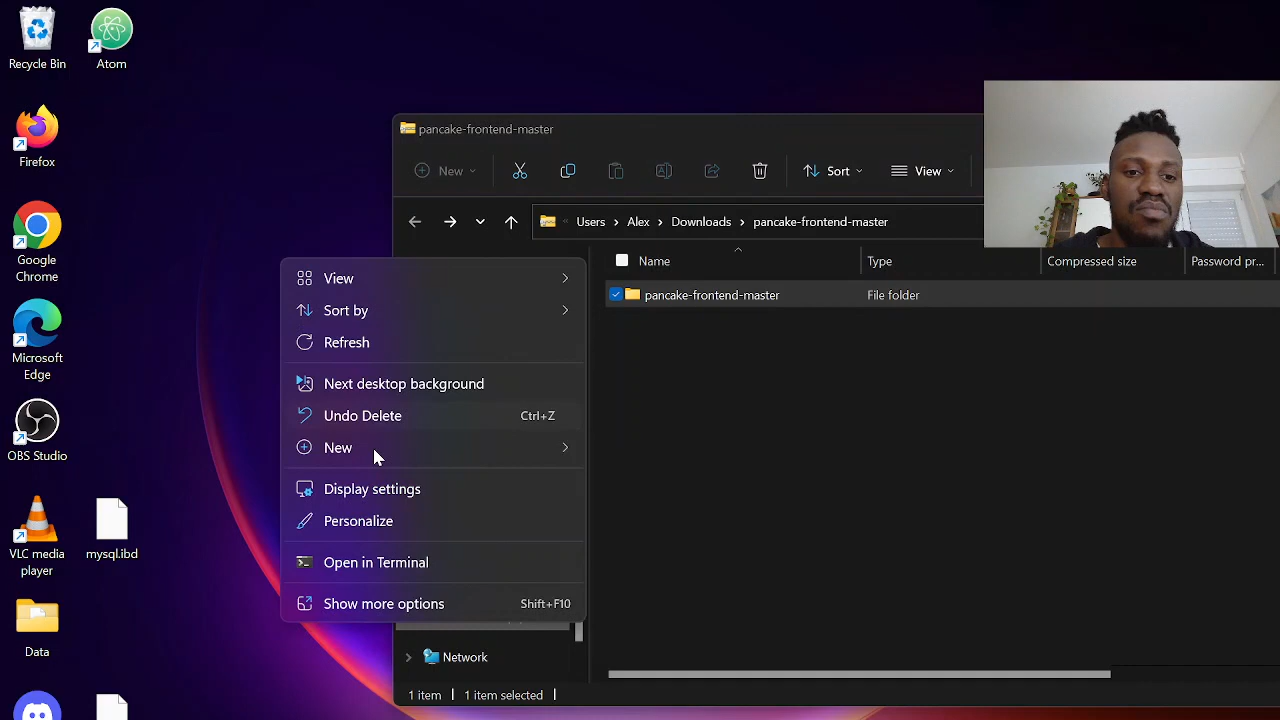 Recycle Bin
Atom
Firefox
Google
Chrome
Microsoft
Edge
OBS Studio
VLC media
player
mysql.ibd
Data
pancake-frontend-master
New
Sort
View
Users
Alex
Downloads
pancake-frontend-master
Name
Type
Compressed size
Password pr...
pancake-frontend-master
File folder
View
Sort by
Refresh
Next desktop background
Undo Delete Ctrl+Z
New
Display settings
Personalize
Open in Terminal
Show more options Shift+F10
Network
1 item
1 item selected